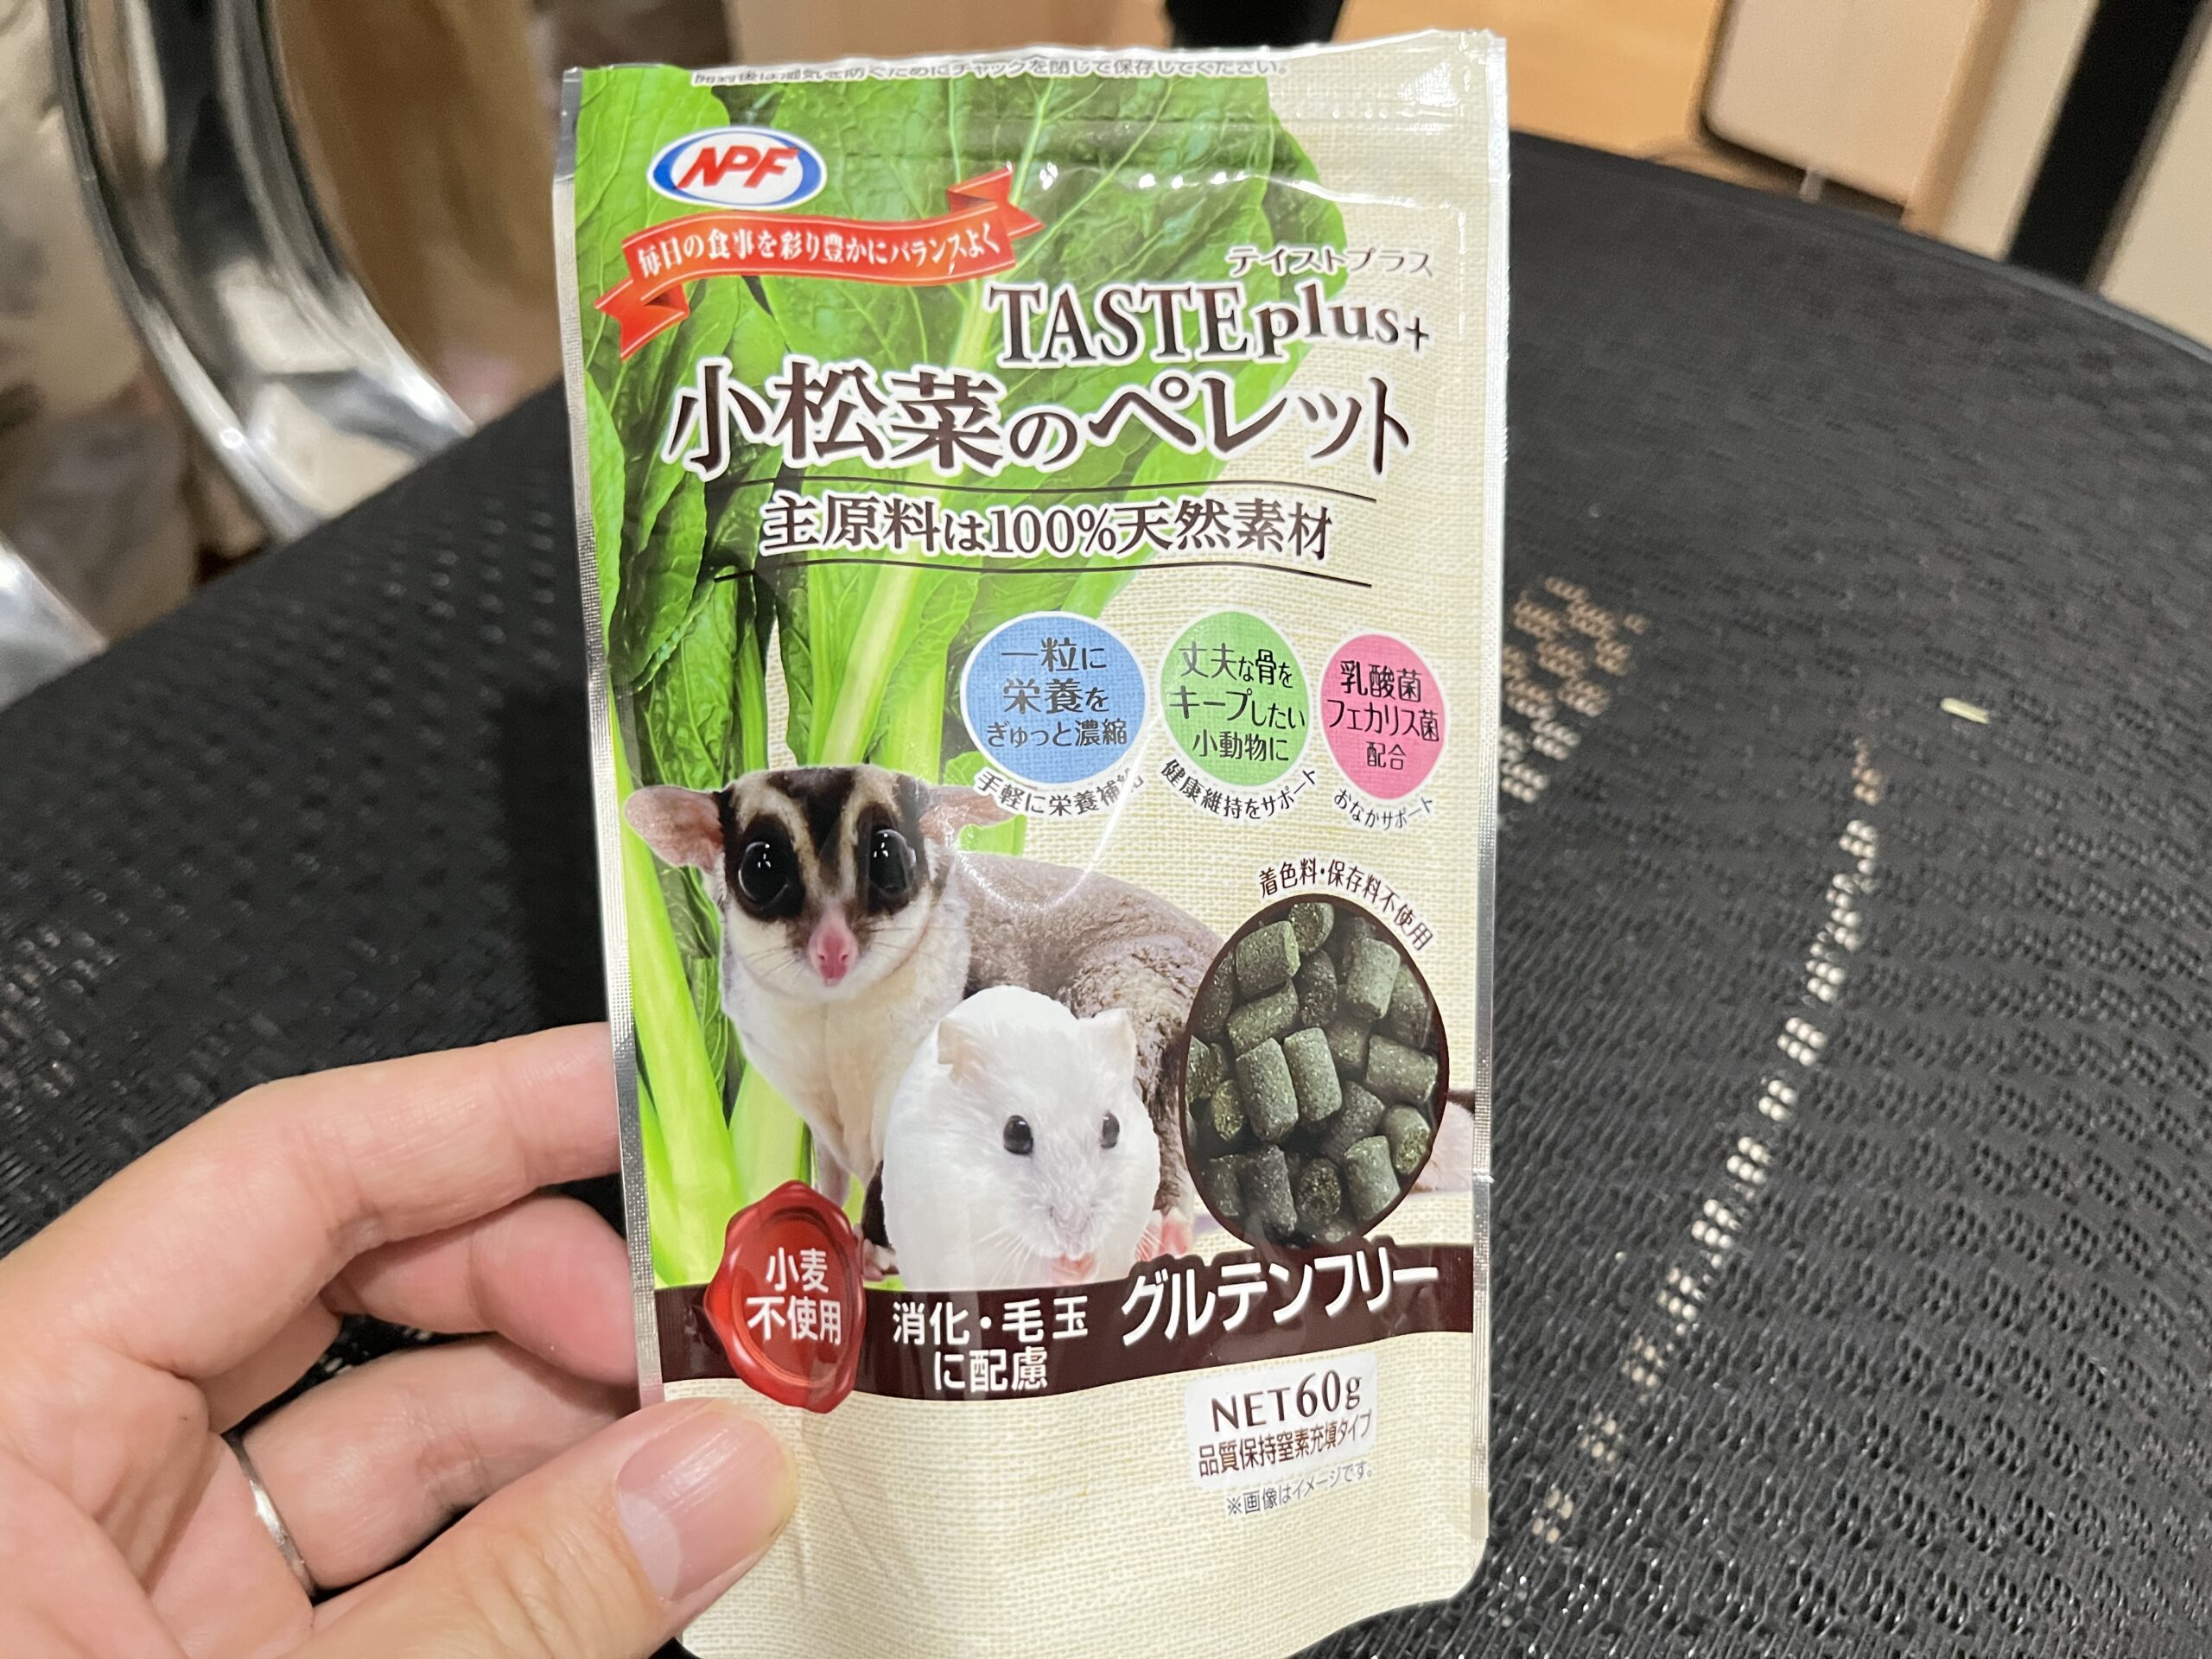 開封後は湿気を防ぐためにチャックを閉じて保存してください。
NPF
毎日の食事を彩り豊かにバランスよく
テイストプラス
TASTE plus+
小松菜のペレット
主原料は100%天然素材
一粒に
栄養を
ぎゅっと濃縮
手軽に栄養補給
丈夫な骨を
キープしたい
小動物に
健康維持をサポート
乳酸菌
フェカリス菌
配合
おなかサポート
着色料・保存料不使用
小麦
不使用
消化・毛玉
に配慮
グルテンフリー
NET60g
品質保持窒素充填タイプ
※画像はイメージです。